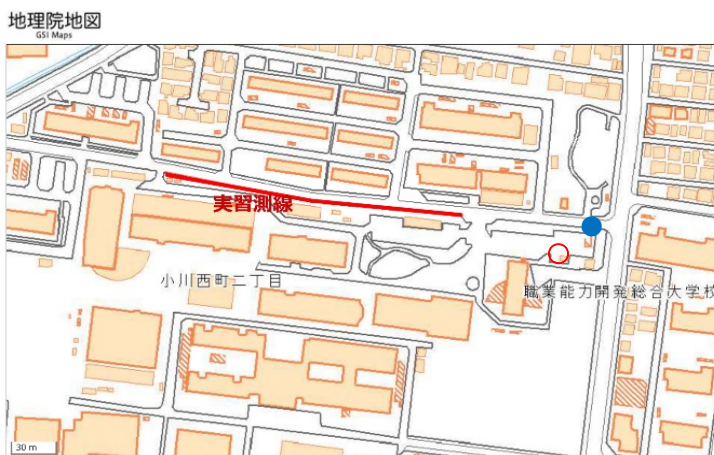 地理院地図
GSI Maps
実習測線
小川西町二丁目
職業能力開発総合大学校
30 m